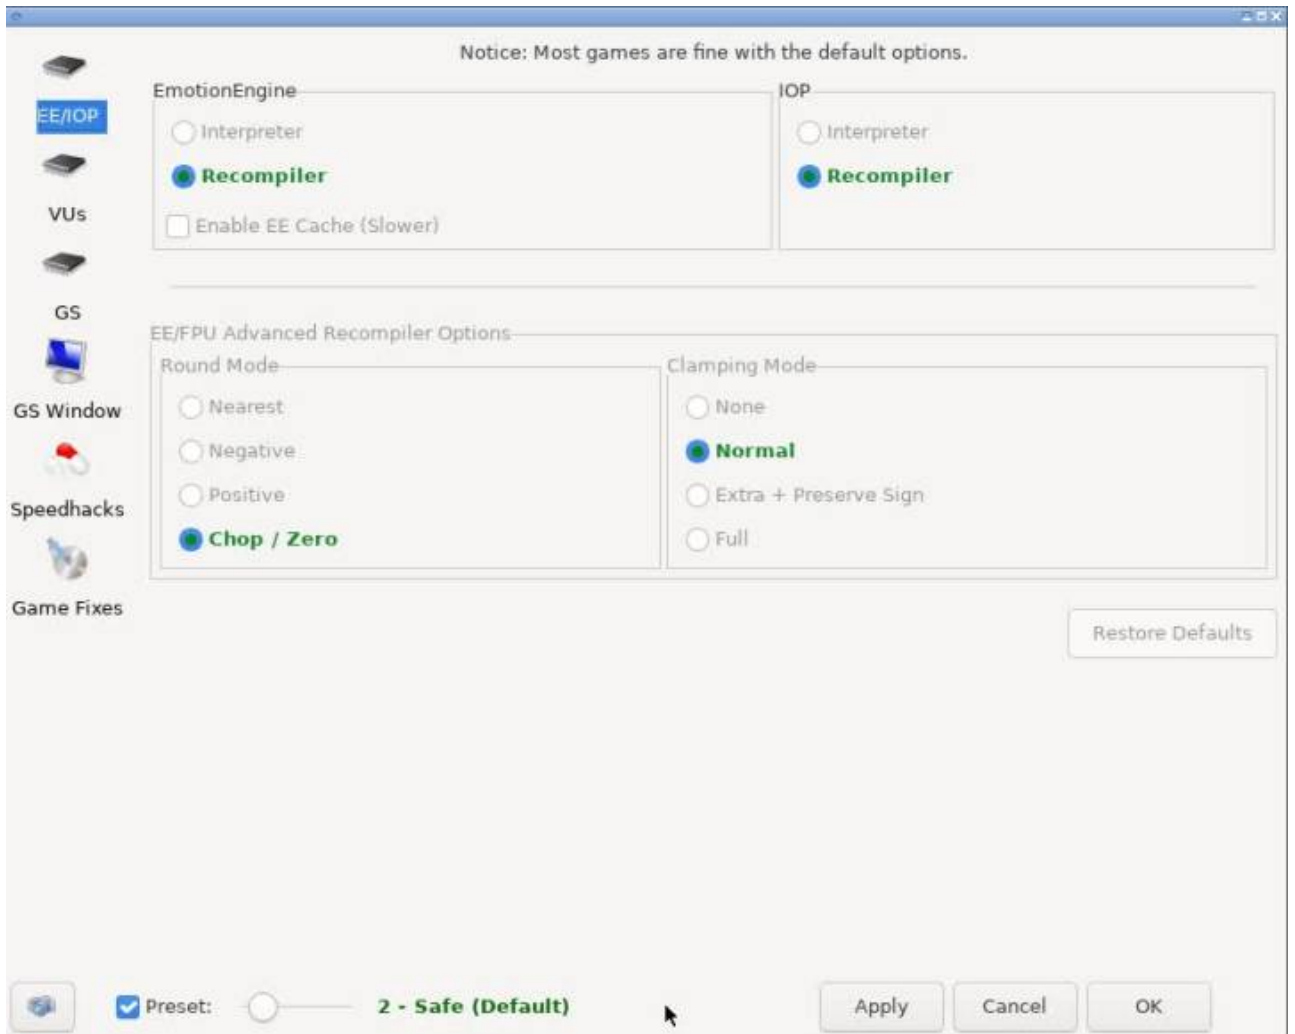 Notice: Most games are fine with the default options.
EE/IOP
VUs
GS
GS Window
Speedhacks
Game Fixes
EmotionEngine
Interpreter
Recompiler
Enable EE Cache (Slower)
IOP
Interpreter
Recompiler
EE/FPU Advanced Recompiler Options
Round Mode
Nearest
Negative
Positive
Chop / Zero
Clamping Mode
None
Normal
Extra + Preserve Sign
Full
Restore Defaults
Preset: 2 - Safe (Default)
Apply Cancel OK